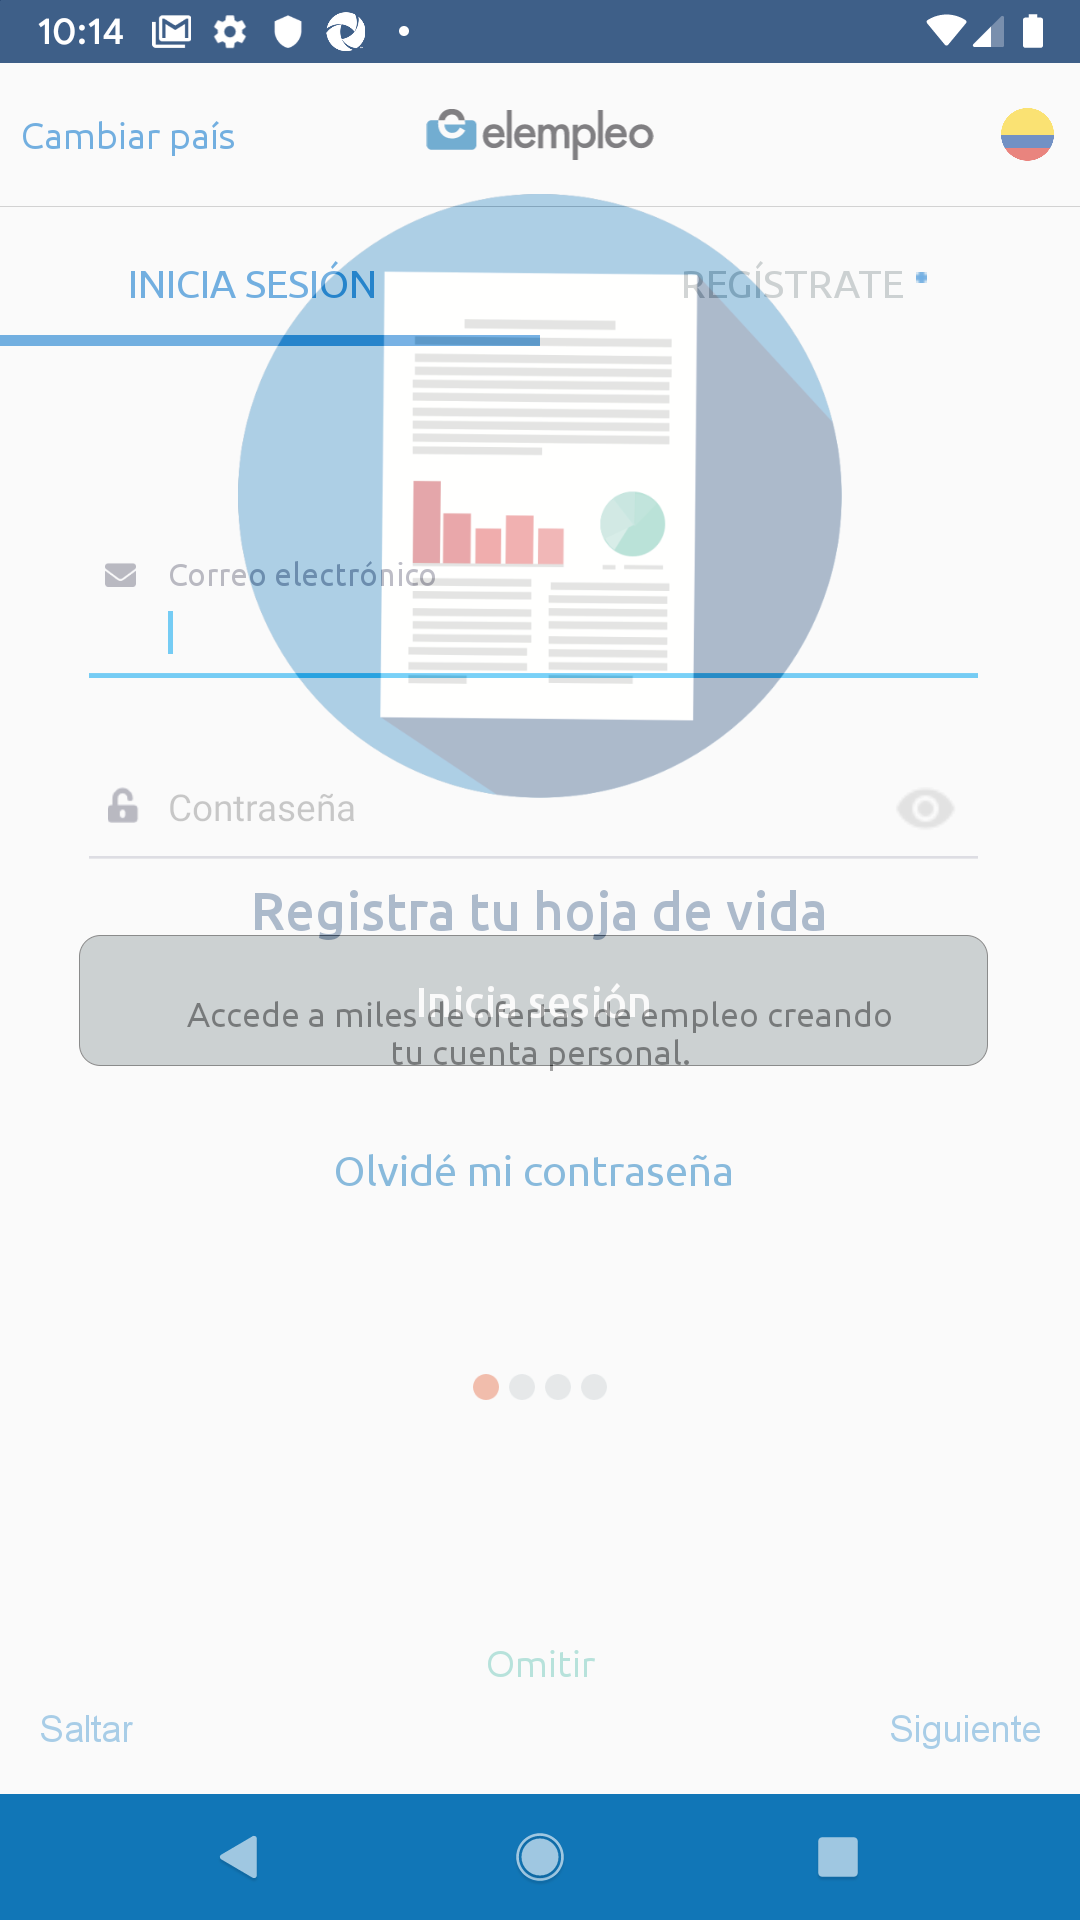 10:14
Cambiar país
elempleo
INICIA SESIÓN
REGÍSTRATE
Correo electrónico
Contraseña
Registra tu hoja de vida
Inicia sesión
Accede a miles de ofertas de empleo creando
tu cuenta personal.
Olvidé mi contraseña
Omitir
Saltar
Siguiente